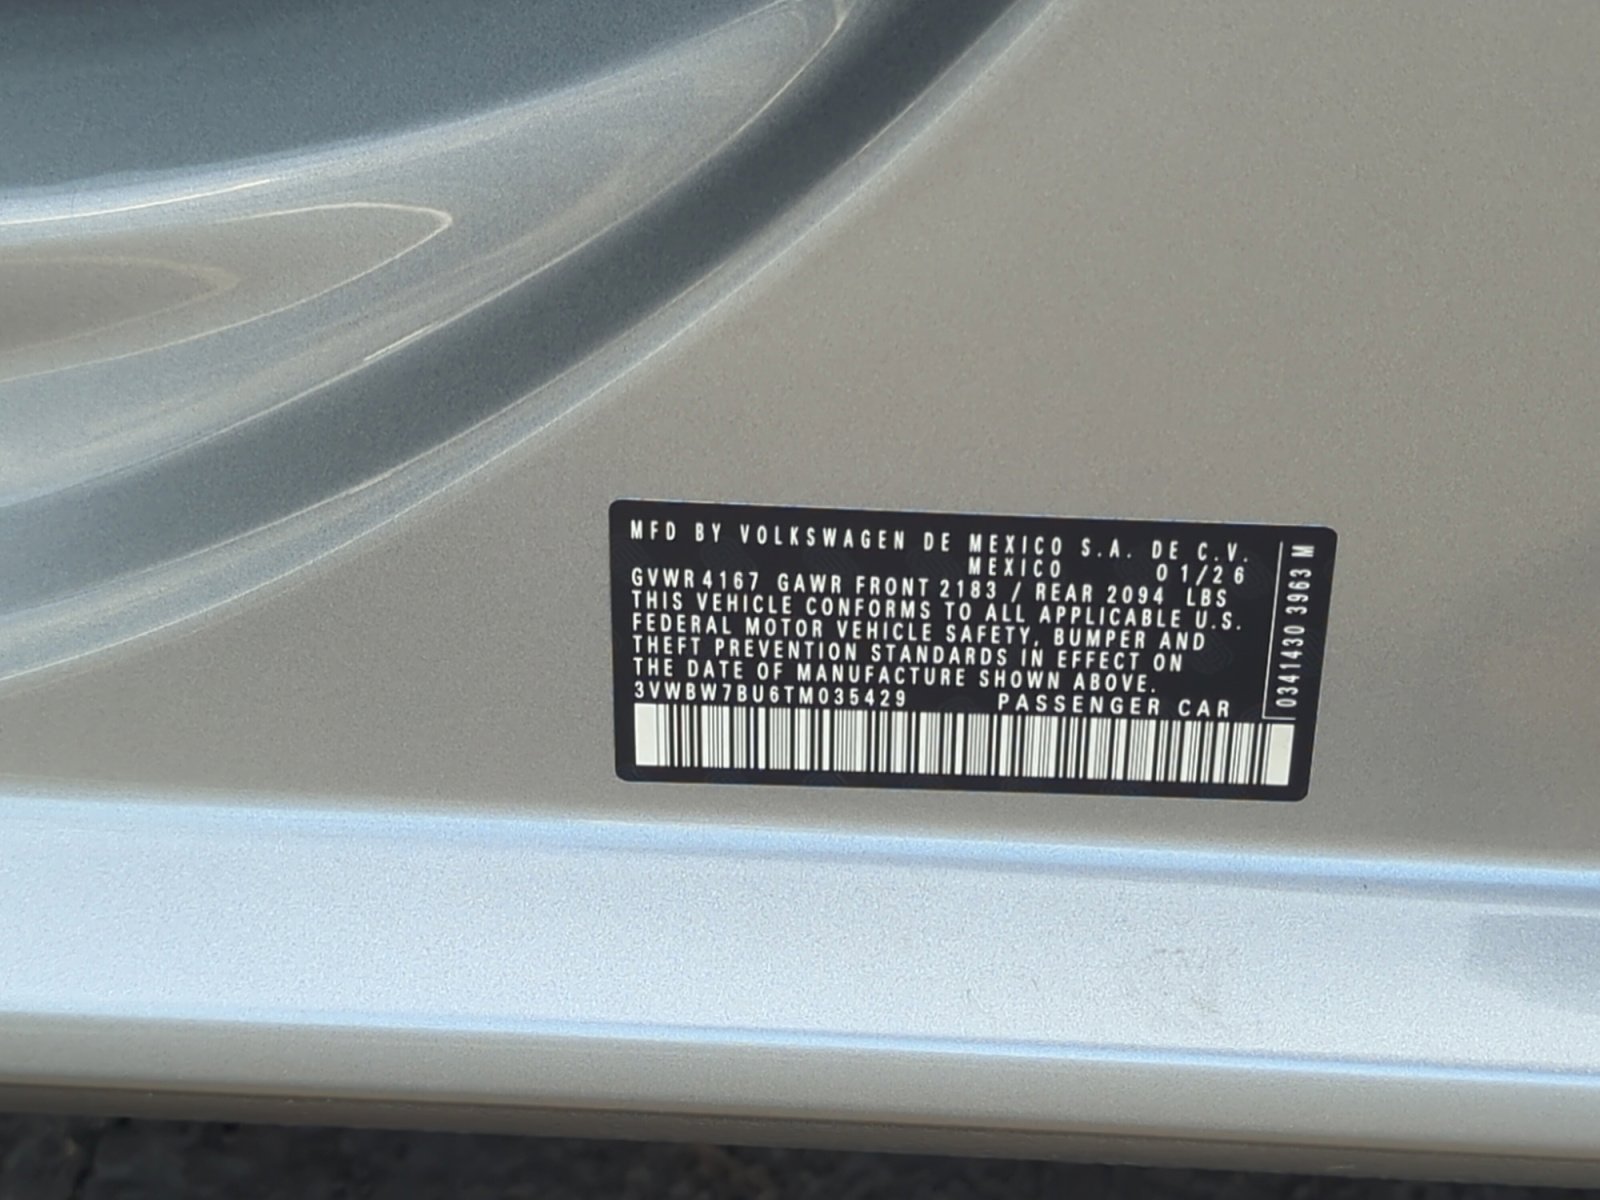 MFD BY VOLKSWAGEN DE MEXICO S.A. DE C.V.
MEXICO 01/26
GVWR 4167 GAWR FRONT 2183 / REAR 2094 LBS
THIS VEHICLE CONFORMS TO ALL APPLICABLE U.S.
FEDERAL MOTOR VEHICLE SAFETY, BUMPER AND
THEFT PREVENTION STANDARDS IN EFFECT ON
THE DATE OF MANUFACTURE SHOWN ABOVE.
3VWBW7BU6TM035429 PASSENGER CAR
0341430 3963 M